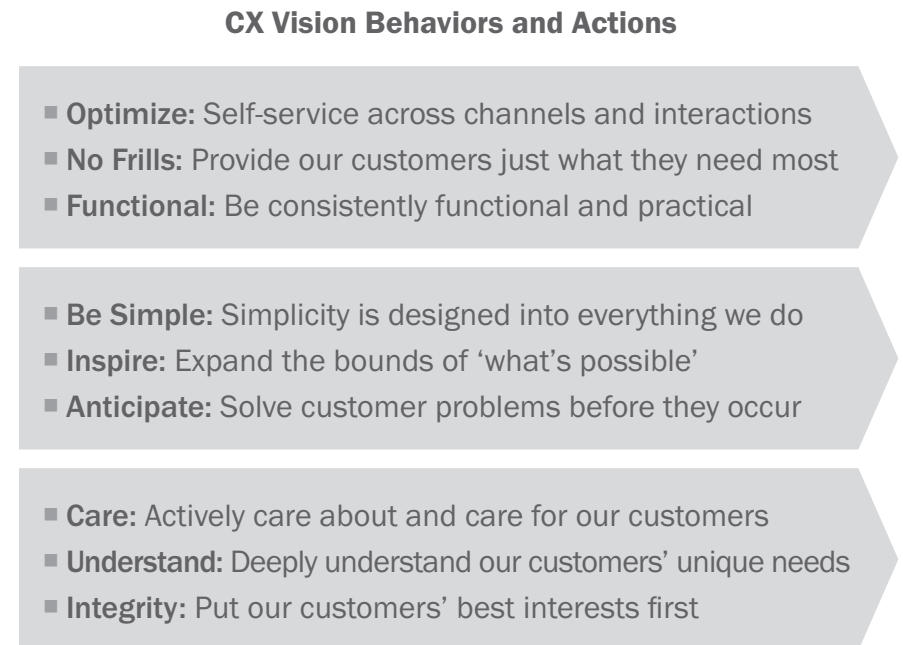 CX Vision Behaviors and Actions
▪ Optimize: Self-service across channels and interactions
▪ No Frills: Provide our customers just what they need most
▪ Functional: Be consistently functional and practical
▪ Be Simple: Simplicity is designed into everything we do
▪ Inspire: Expand the bounds of ‘what’s possible’
▪ Anticipate: Solve customer problems before they occur
▪ Care: Actively care about and care for our customers
▪ Understand: Deeply understand our customers’ unique needs
▪ Integrity: Put our customers’ best interests first